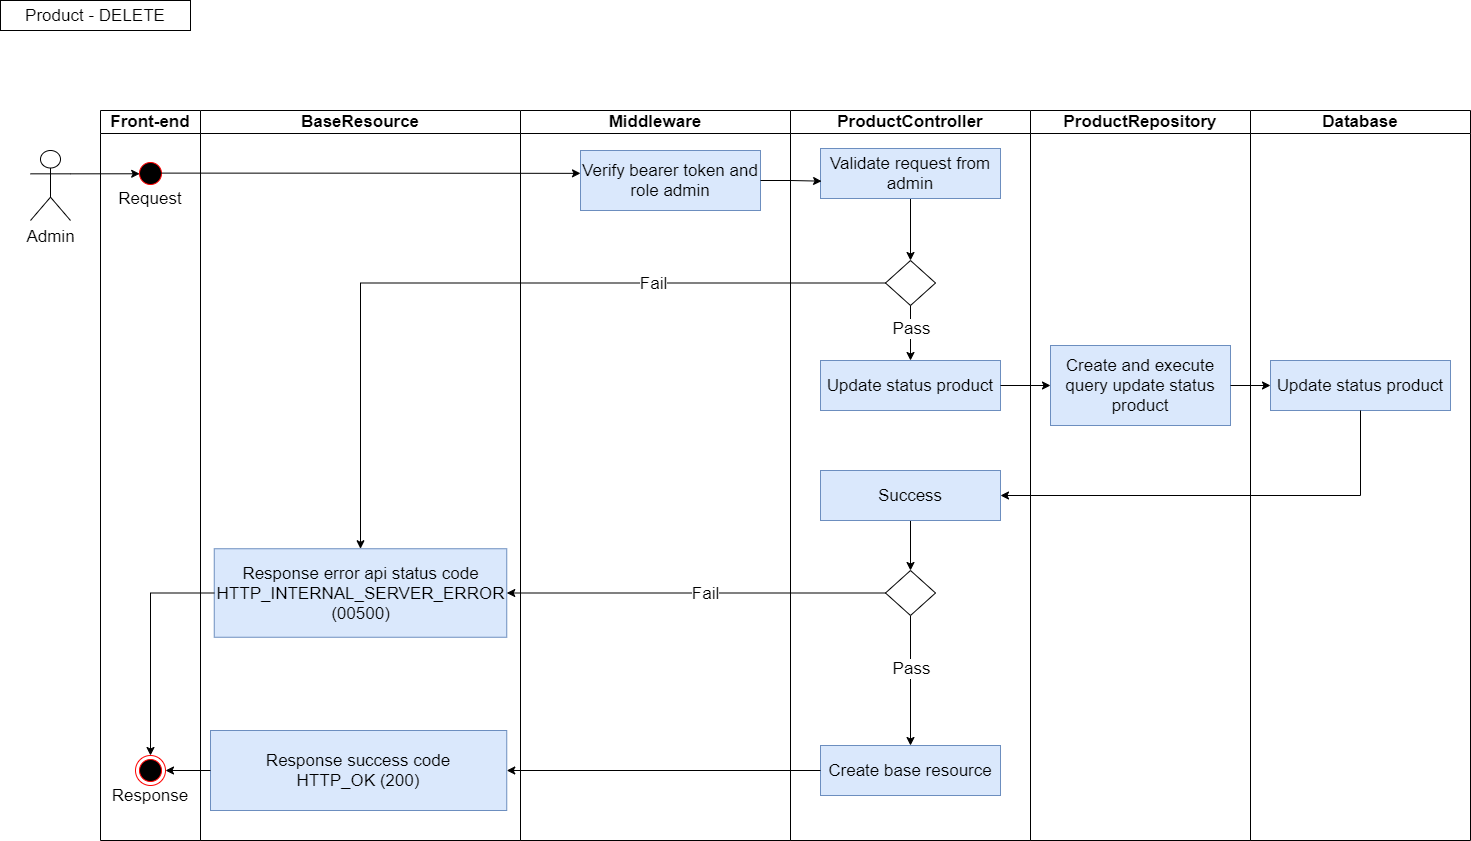 Product - DELETE
Front-end
BaseResource
Middleware
ProductController
ProductRepository
Database
Admin
Request
Verify bearer token and
role admin
Validate request from
admin
Fail
Pass
Update status product
Create and execute
query update status
product
Update status product
Success
Response error api status code
HTTP_INTERNAL_SERVER_ERROR
(00500)
Fail
Pass
Response
Response success code
HTTP_OK (200)
Create base resource